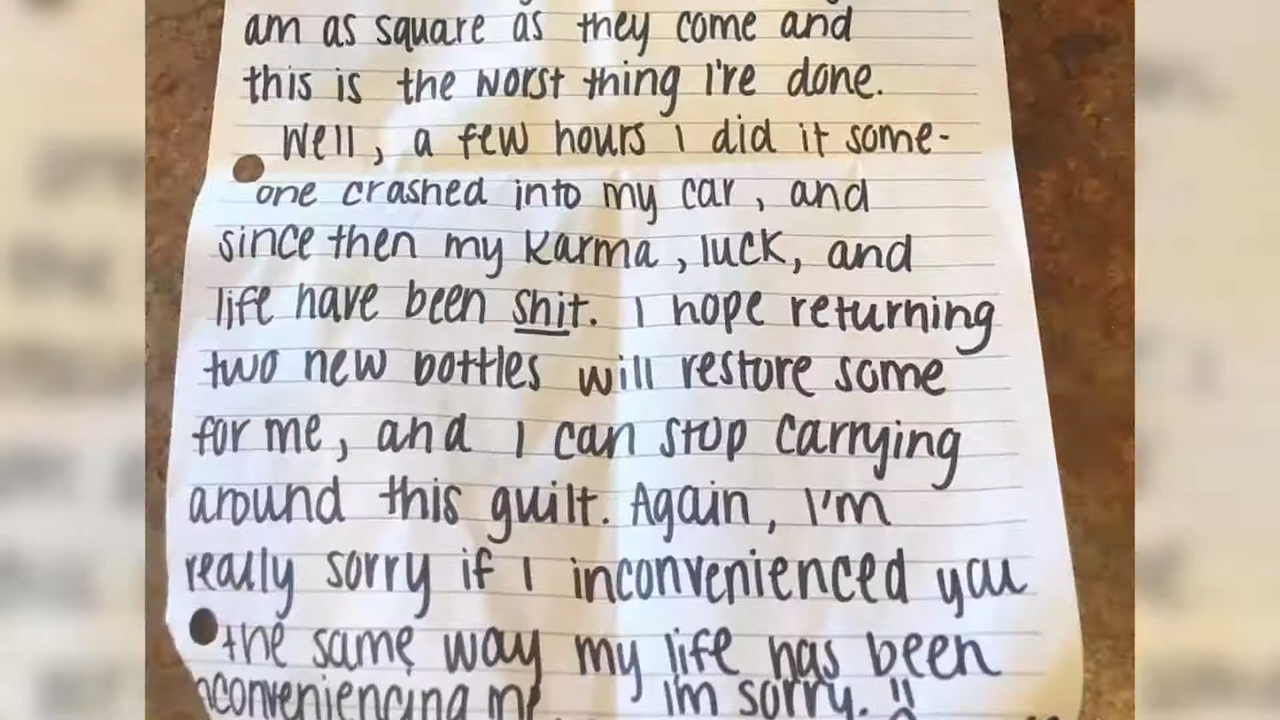 am as square as they come and
this is the worst thing I're done.
Well, a few hours I did it some-
one crashed into my car, and
since then my karma, luck, and
life have been shit. I hope returning
two new bottles will restore some
for me, and I can stop carrying
around this guilt. Again, I'm
really sorry if I inconvenienced you
the same way my life has been
nconveniencing me I'm sorry. !!